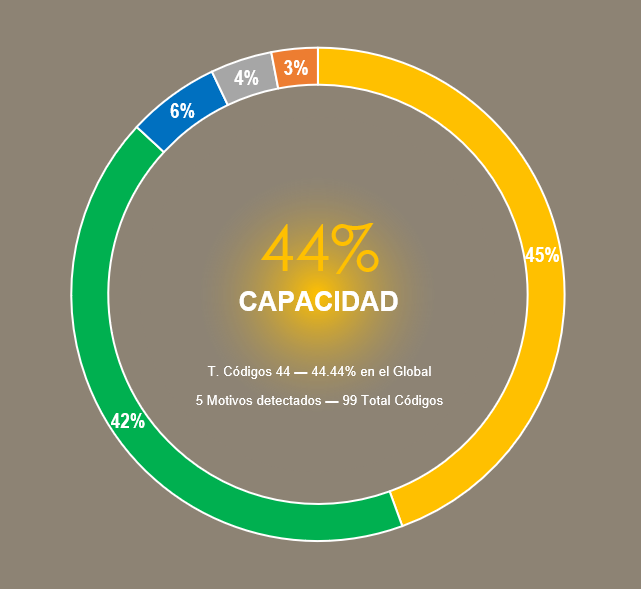 3%
4%
6%
44%
45%
CAPACIDAD
T. Códigos 44 — 44.44% en el Global
5 Motivos detectados — 99 Total Códigos
42%